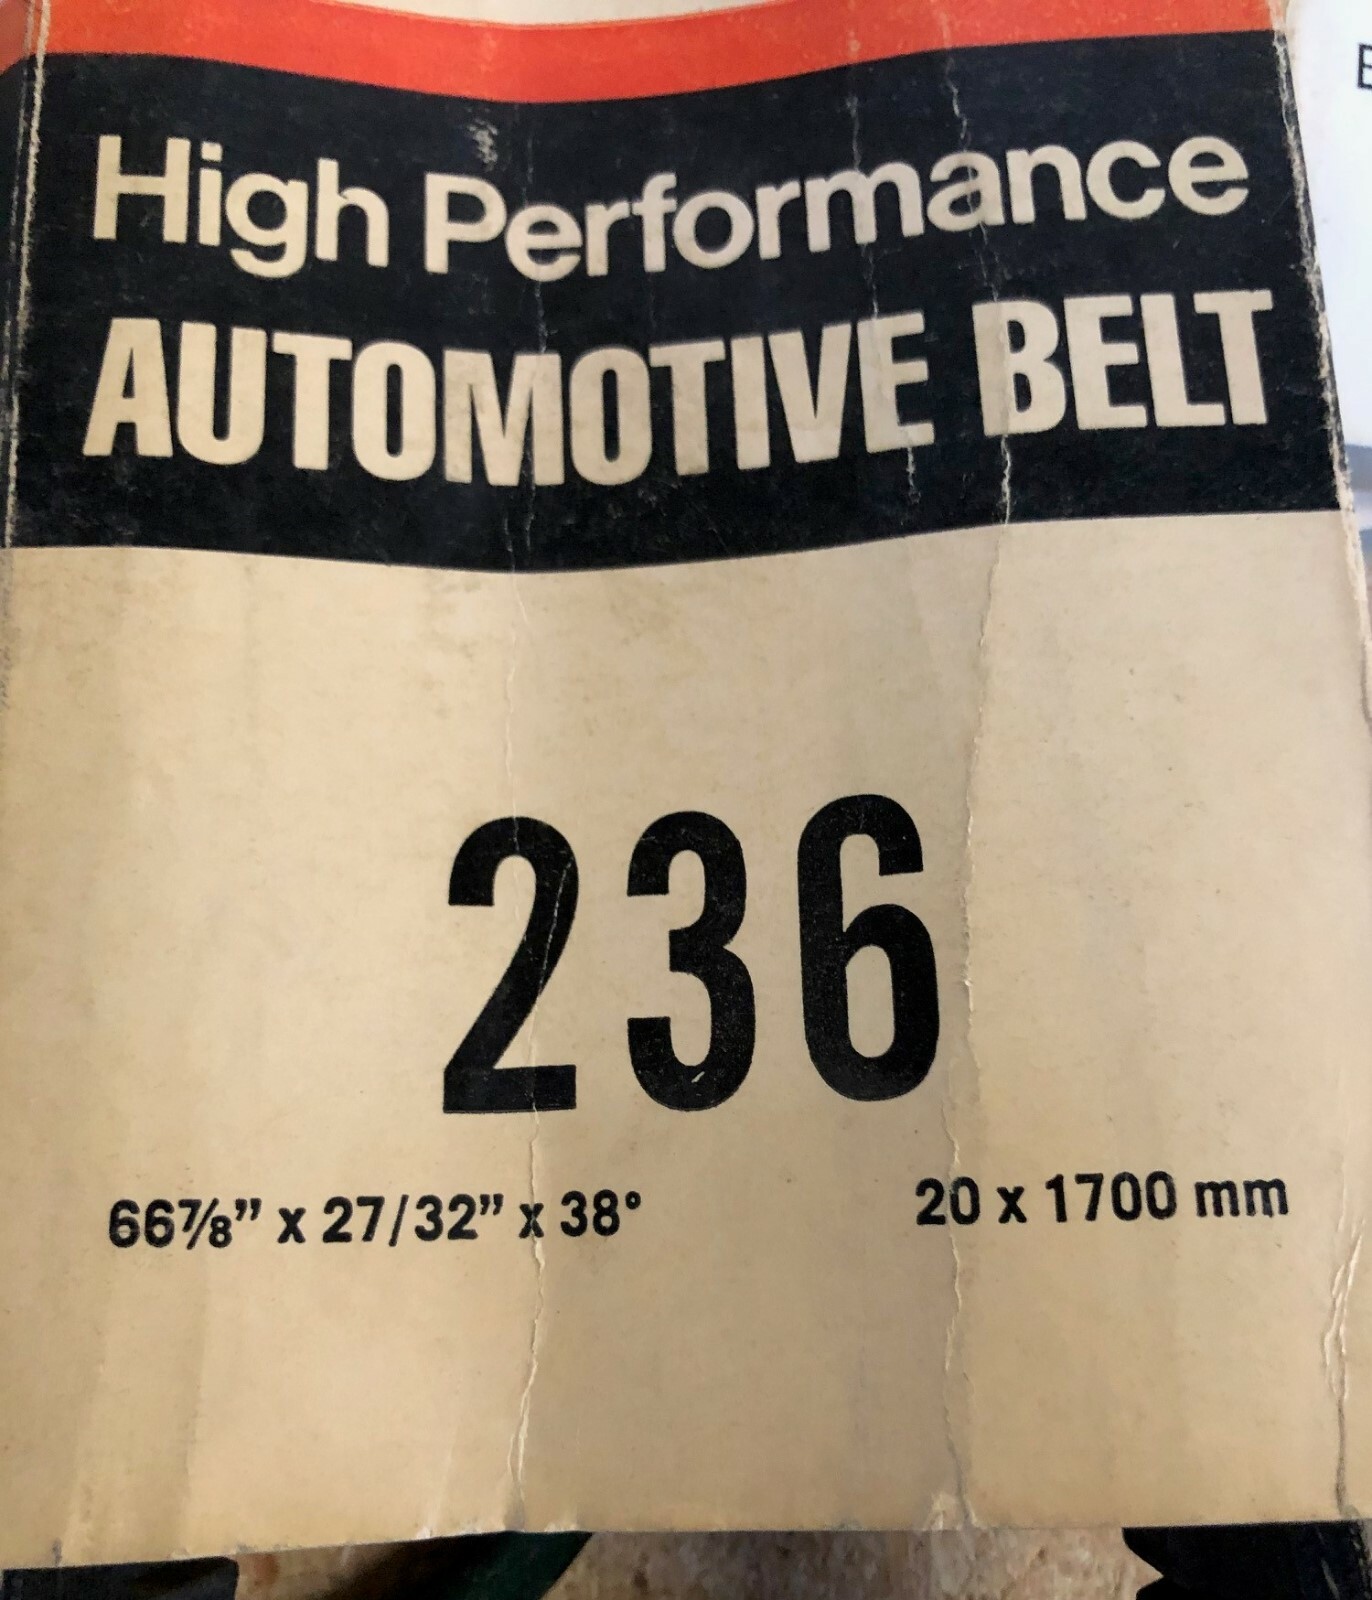 High Performance
AUTOMOTIVE BELT
236
66⅞” x 27/32” x 38° 20 x 1700 mm